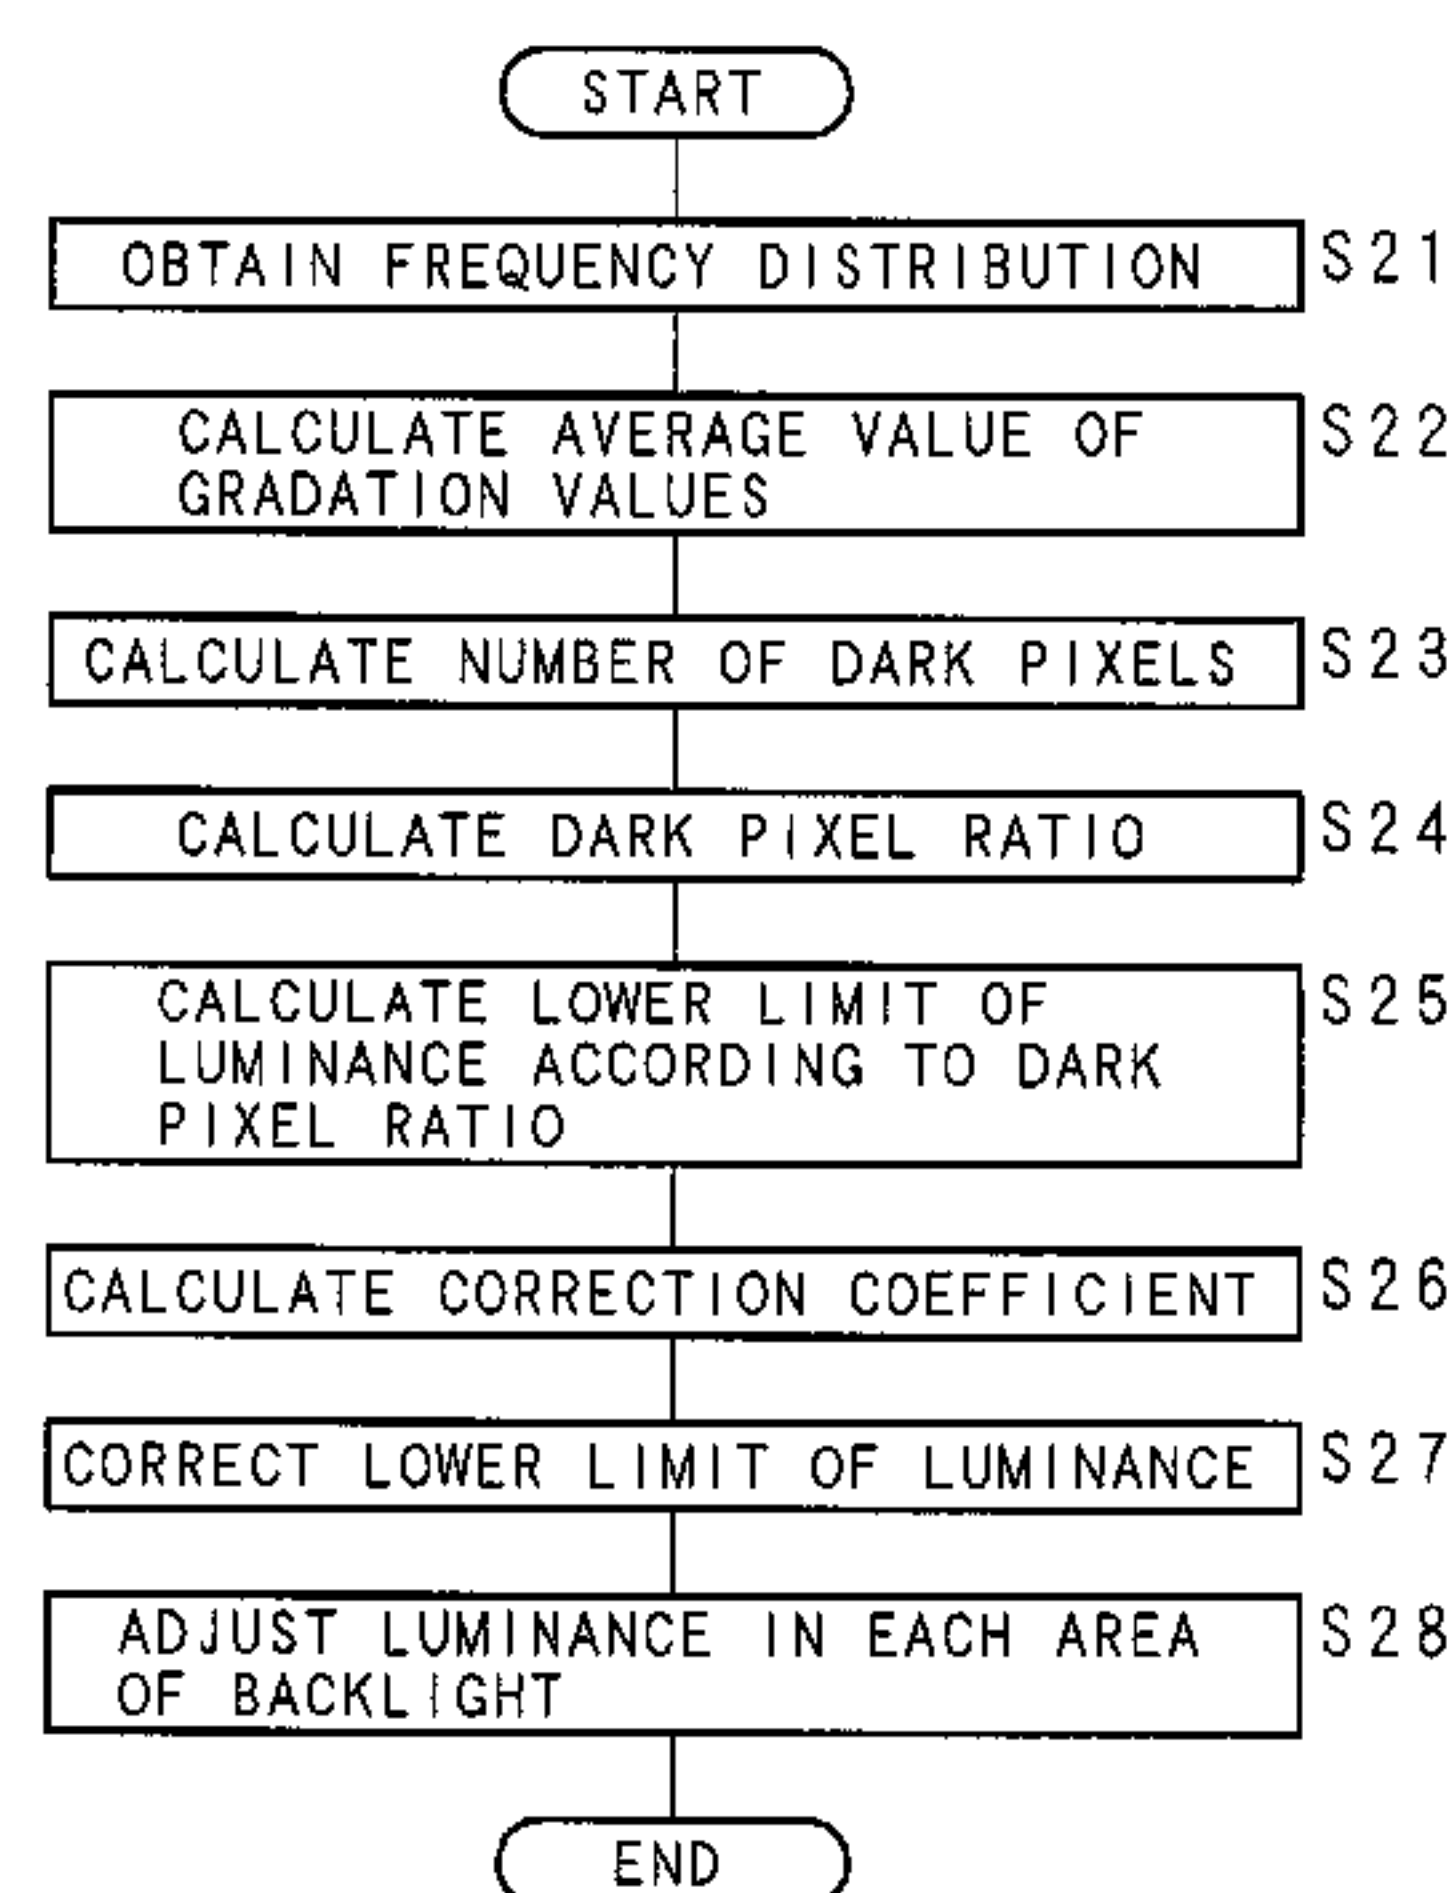 START
OBTAIN FREQUENCY DISTRIBUTION S21
CALCULATE AVERAGE VALUE OF S22
GRADATION VALUES
CALCULATE NUMBER OF DARK PIXELS S23
CALCULATE DARK PIXEL RATIO S24
CALCULATE LOWER LIMIT OF S25
LUMINANCE ACCORDING TO DARK
PIXEL RATIO
CALCULATE CORRECTION COEFFICIENT S26
CORRECT LOWER LIMIT OF LUMINANCE S27
ADJUST LUMINANCE IN EACH AREA S28
OF BACKLIGHT
END